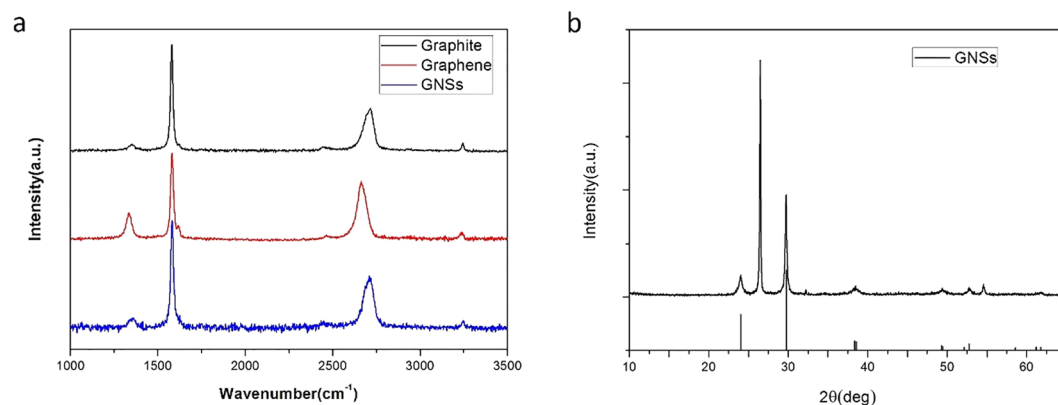 a
Intensity(a.u.)
Graphite
Graphene
GNSs
1000 1500 2000 2500 3000 3500
Wavenumber(cm⁻¹)
b
Intensity(a.u.)
GNSs
10 20 30 40 50 60
2θ(deg)